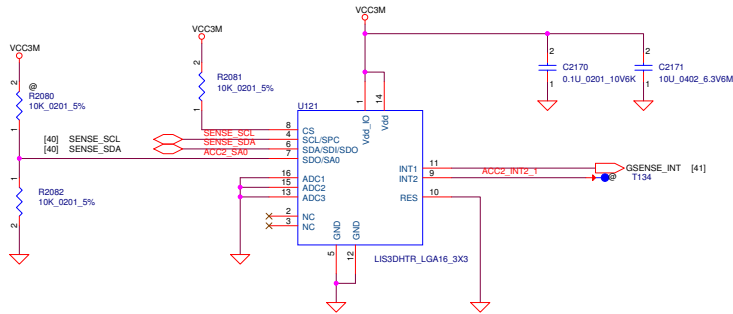 VCC3M
VCC3M
VCC3M
2
@
R2080
10K_0201_5%
1
2
R2081
10K_0201_5%
1
2
C2170
0.1U_0201_10V6K
1
2
C2171
10U_0402_6.3V6M
1
U121
1
14
Vdd_IO
Vdd
8
CS
[40] SENSE_SCL
SENSE_SCL
4
SCL/SPC
[40] SENSE_SDA
SENSE_SDA
6
SDA/SDI/SDO
ACC2_SA0
7
SDO/SA0
1
R2082
10K_0201_5%
2
16
ADC1
15
ADC2
13
ADC3
2
NC
3
NC
INT1
11
GSENSE_INT [41]
INT2
9
ACC2_INT2_1
@
T134
RES
10
GND
GND
5
12
LIS3DHTR_LGA16_3X3